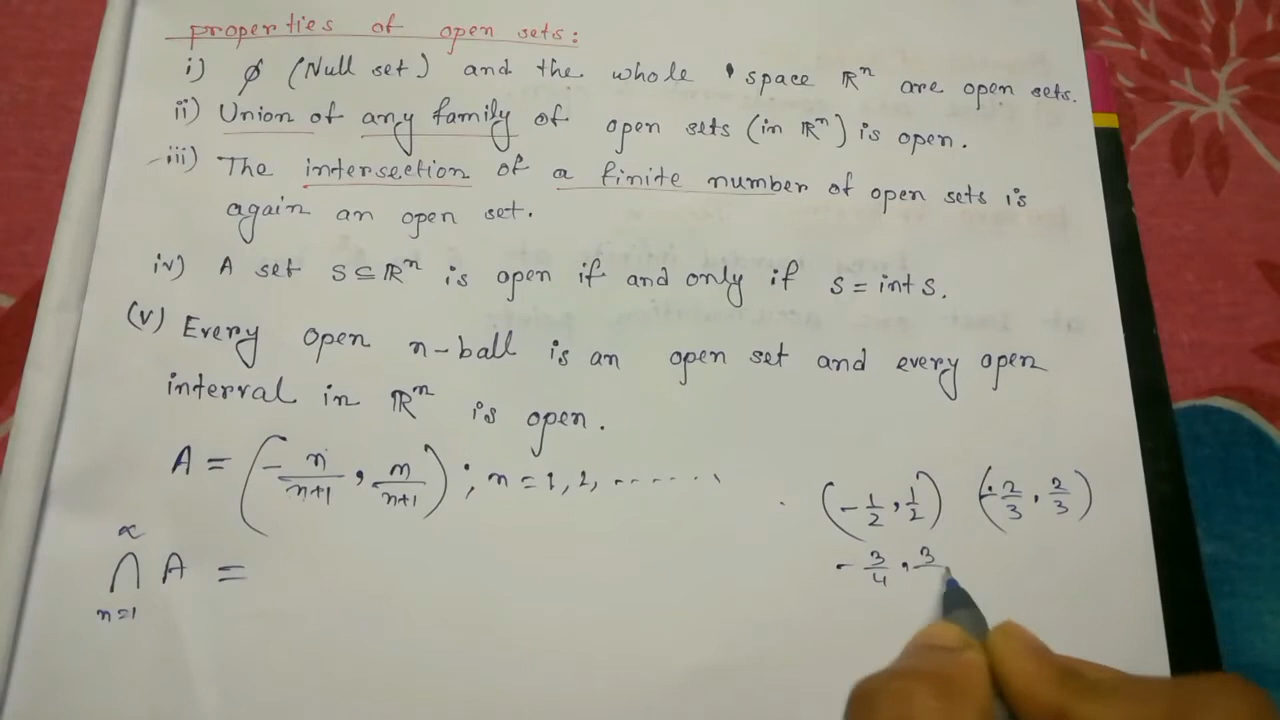 properties of open sets:
i) ϕ (Null set) and the whole space ℝⁿ are open sets.
ii) Union of any family of open sets (in ℝⁿ) is open.
iii) The intersection of a finite number of open sets is
again an open set.
iv) A set S⊆ℝⁿ is open if and only if S = int S.
(v) Every open n-ball is an open set and every open
interval in ℝⁿ is open.
A = (-n/(n+1), n/(n+1)); n = 1, 2, .......
(-1/2, 1/2) (-2/3, 2/3)
-3/4, 3
∞
⋂ A =
n=1